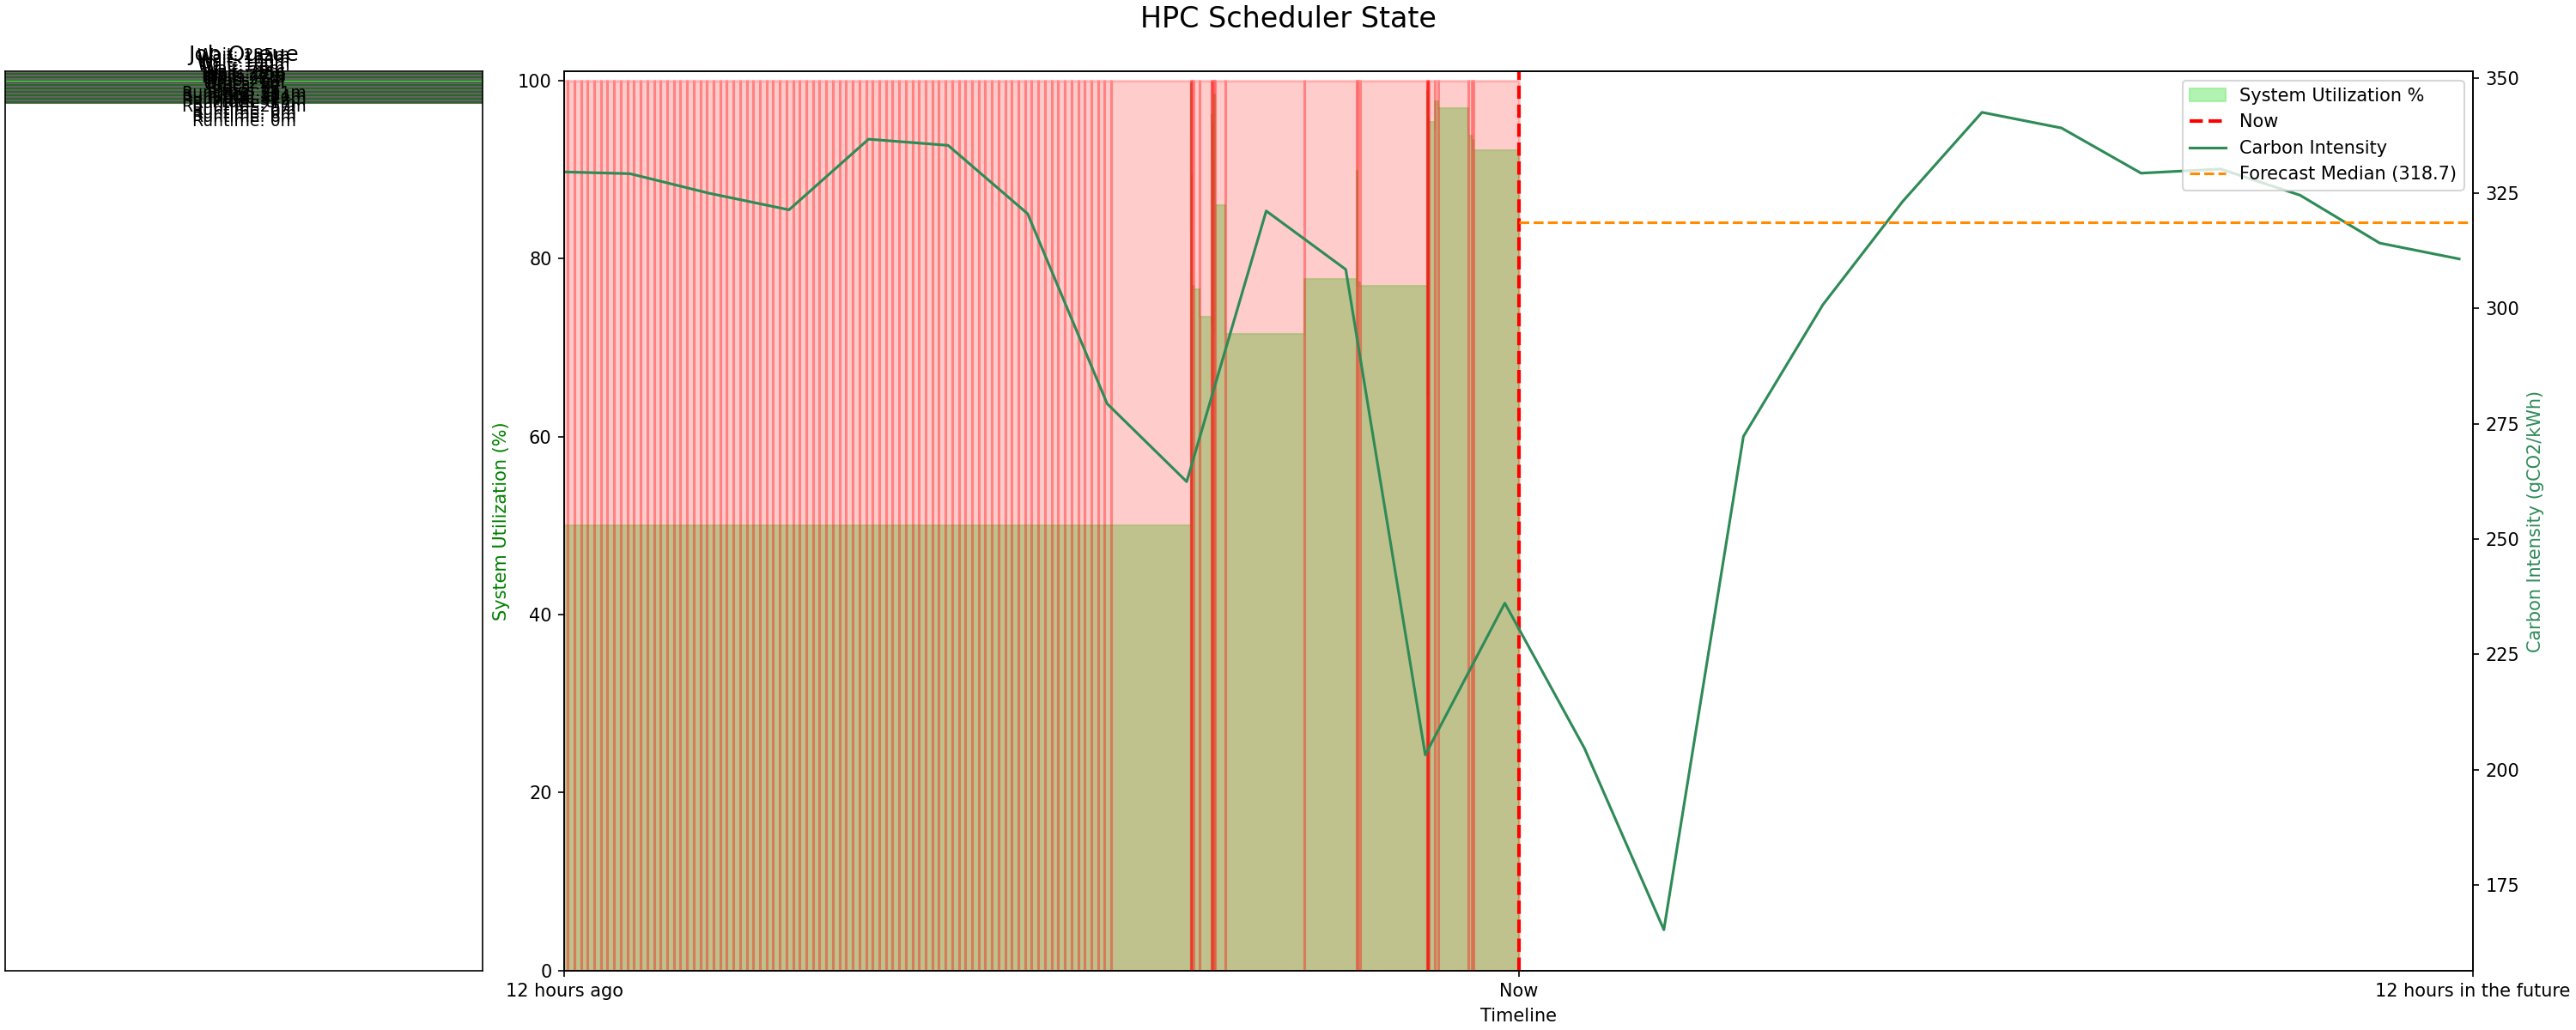 HPC Scheduler State
Job Queue
Runtime: 0m
System Utilization (%)
100
80
60
40
20
0
12 hours ago
Now
12 hours in the future
Timeline
System Utilization %
Now
Carbon Intensity
Forecast Median (318.7)
350
325
300
275
250
225
200
175
Carbon Intensity (gCO2/kWh)